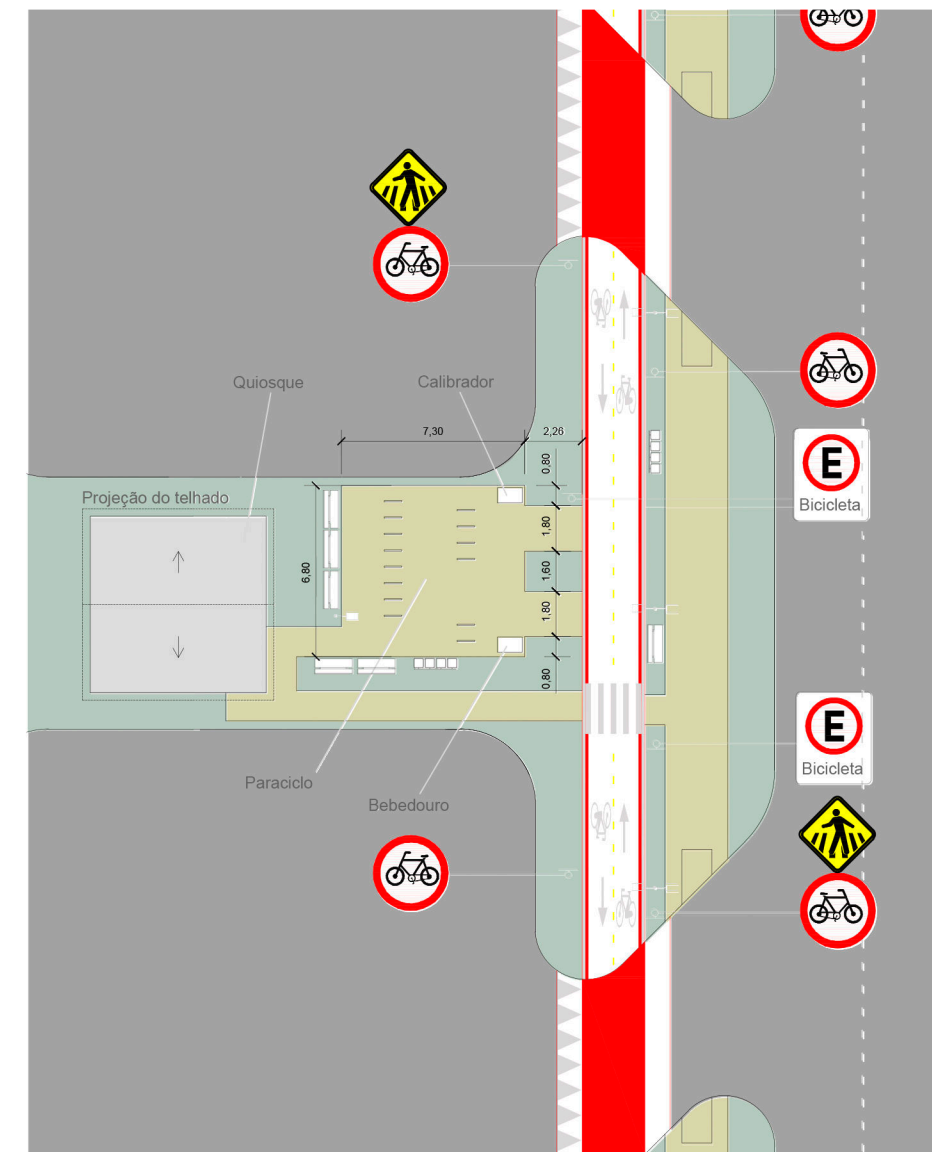 Quiosque
Calibrador
7,30
2,26
0,80
E
Bicicleta
Projeção do telhado
1,80
6,80
1,60
1,80
0,80
E
Bicicleta
Paraciclo
Bebedouro